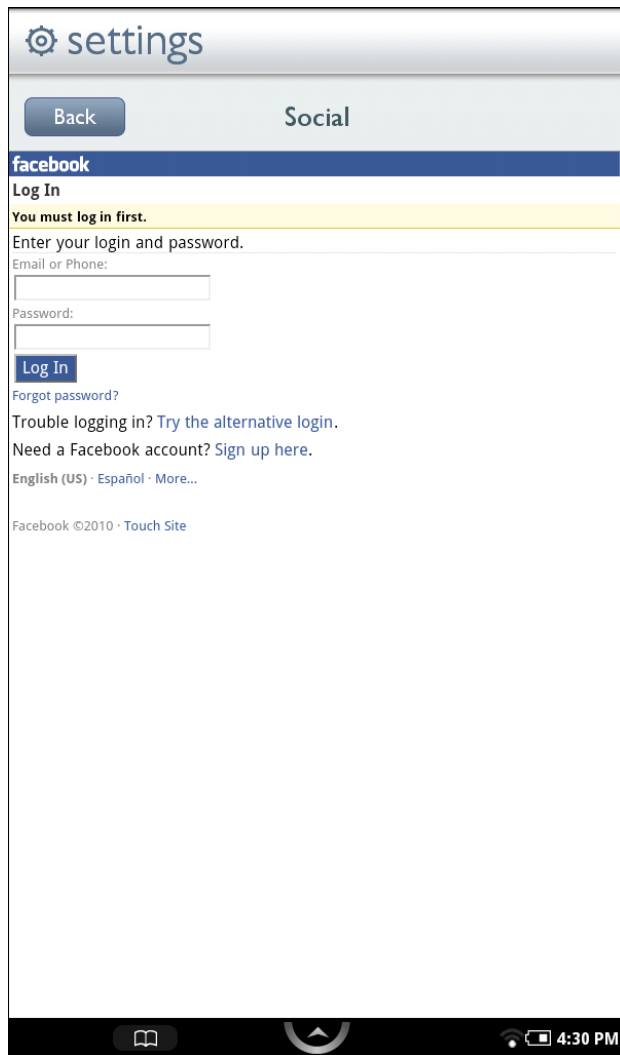 settings
Back Social
facebook
Log In
You must log in first.
Enter your login and password.
Email or Phone:
Password:
Log In
Forgot password?
Trouble logging in? Try the alternative login.
Need a Facebook account? Sign up here.
English (US) · Español · More...
Facebook ©2010 · Touch Site
4:30 PM